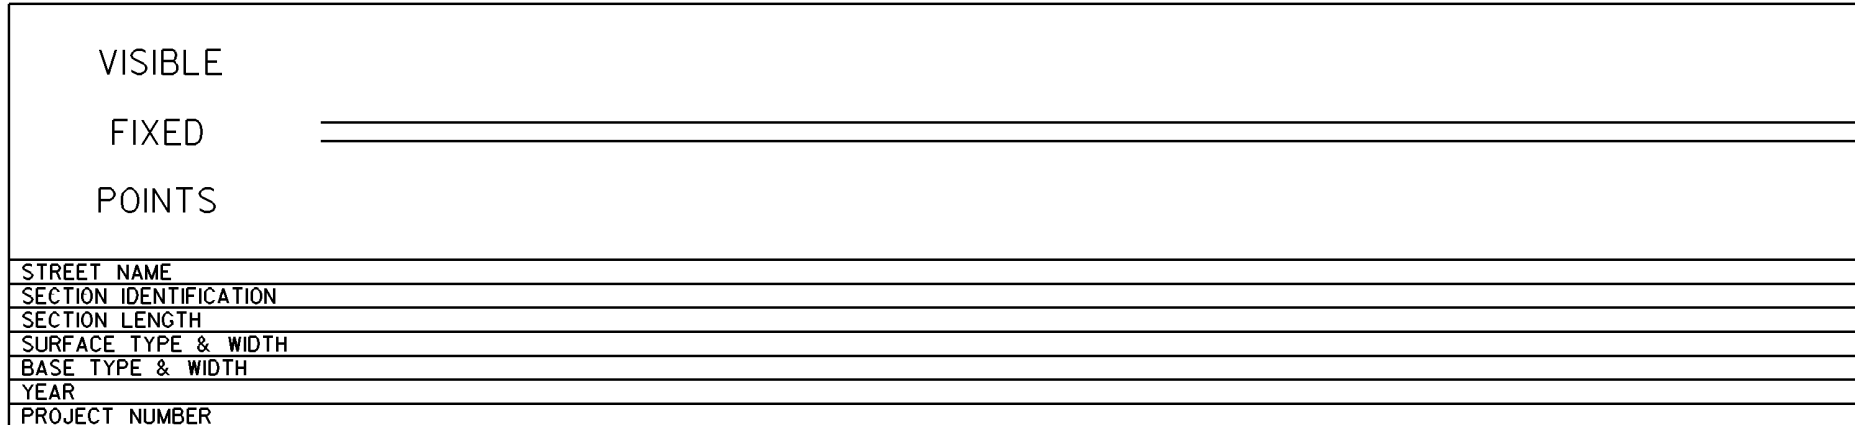 VISIBLE
FIXED
POINTS
STREET NAME
SECTION IDENTIFICATION
SECTION LENGTH
SURFACE TYPE & WIDTH
BASE TYPE & WIDTH
YEAR
PROJECT NUMBER